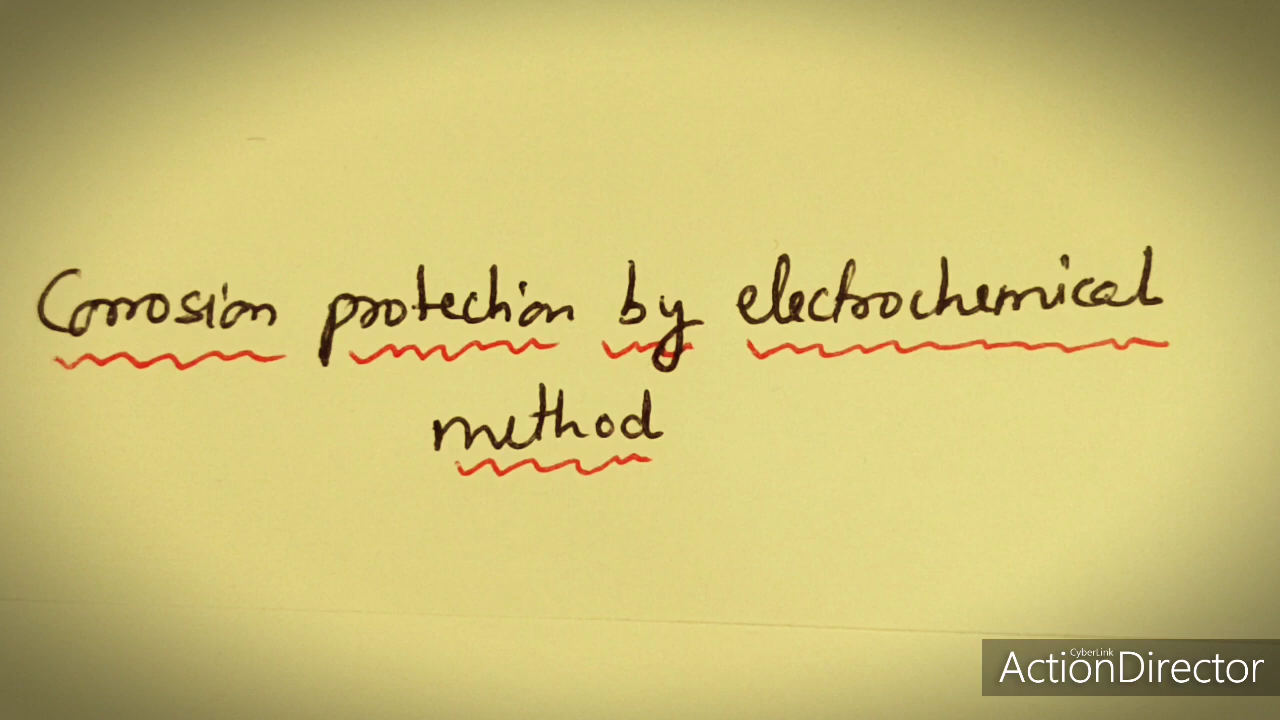 Corrosion protection by electrochemical
method
CyberLink
ActionDirector